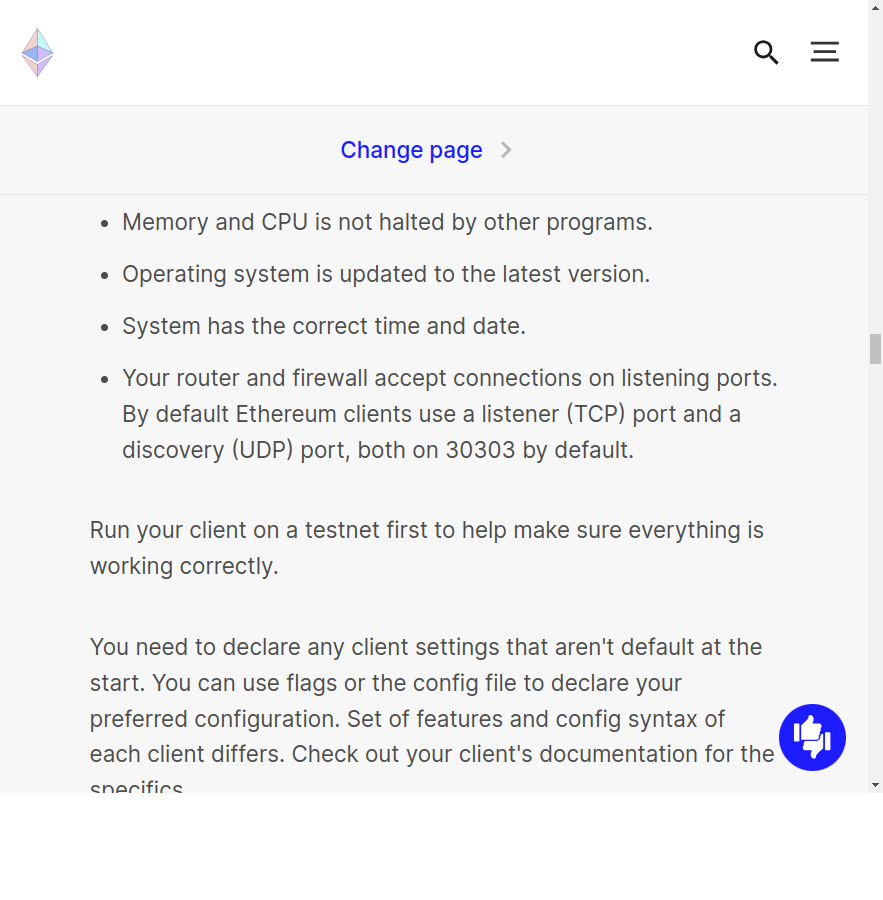 Change page
Memory and CPU is not halted by other programs.
Operating system is updated to the latest version.
System has the correct time and date.
Your router and firewall accept connections on listening ports.
By default Ethereum clients use a listener (TCP) port and a
discovery (UDP) port, both on 30303 by default.
Run your client on a testnet first to help make sure everything is
working correctly.
You need to declare any client settings that aren't default at the
start. You can use flags or the config file to declare your
preferred configuration. Set of features and config syntax of
each client differs. Check out your client's documentation for the
specifics